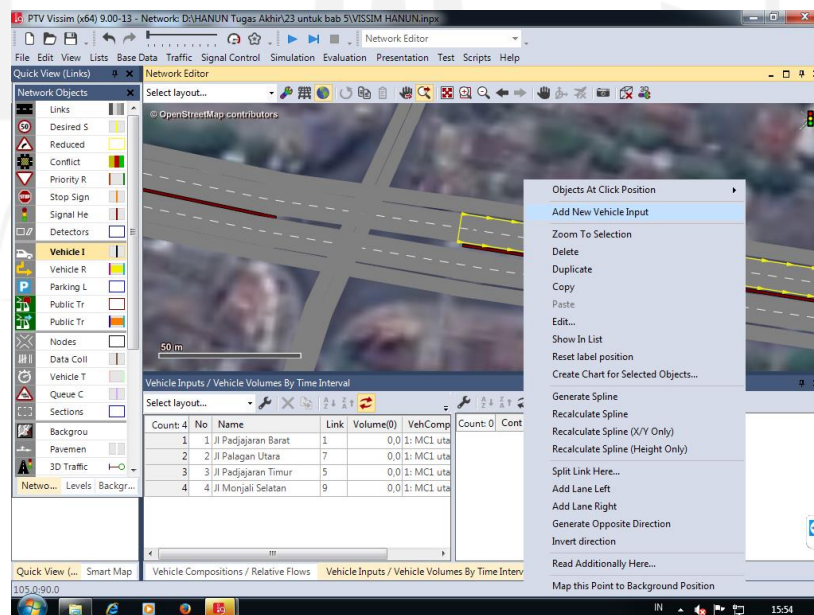 PTV Vissim (x64) 9.00-13 - Network: D:\HANUN Tugas Akhir\23 untuk bab 5\VISSIM HANUN.inpx
Network Editor
File Edit View Lists Base Data Traffic Signal Control Simulation Evaluation Presentation Test Scripts Help
Quick View (Links)
Network Editor
Network Objects
Select layout...
Links
Desired S
Reduced
Conflict
Priority R
Stop Sign
Signal He
Detectors
Vehicle I
Vehicle R
Parking L
Public Tr
Public Tr
Nodes
Data Coll
Vehicle T
Queue C
Sections
Backgrou
Pavemen
3D Traffic
Netwo... Levels Backgr...
Quick View (... Smart Map
© OpenStreetMap contributors
50 m
Objects At Click Position
Add New Vehicle Input
Zoom To Selection
Delete
Duplicate
Copy
Paste
Edit...
Show In List
Reset label position
Create Chart for Selected Objects...
Generate Spline
Recalculate Spline
Recalculate Spline (X/Y Only)
Recalculate Spline (Height Only)
Split Link Here...
Add Lane Left
Add Lane Right
Generate Opposite Direction
Invert direction
Read Additionally Here...
Map this Point to Background Position
Vehicle Inputs / Vehicle Volumes By Time Interval
Select layout...
Count: 4 No Name Link Volume(0) VehComp
1 1 Jl Padjajaran Barat 1 0,0 1: MC1 uta
2 2 Jl Palagan Utara 7 0,0 1: MC1 uta
3 3 Jl Padjajaran Timur 5 0,0 1: MC1 uta
4 4 Jl Monjali Selatan 9 0,0 1: MC1 uta
Count: 0 Cont
Vehicle Compositions / Relative Flows Vehicle Inputs / Vehicle Volumes By Time Interv
105.0:90.0
IN 15:54